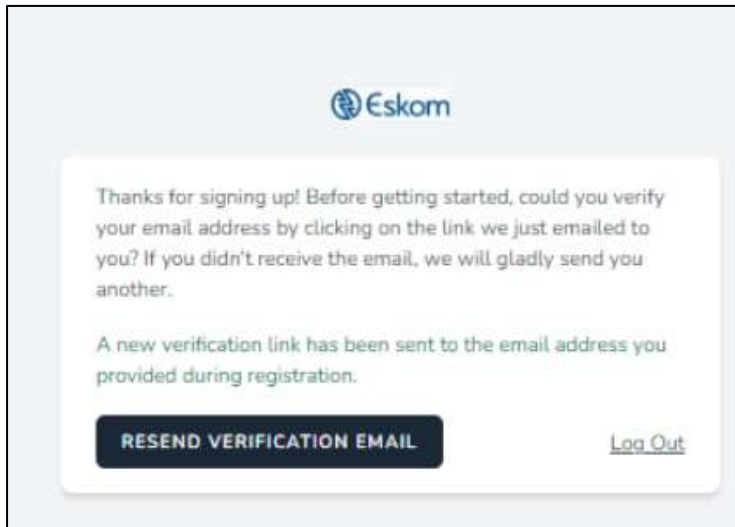 Eskom
Thanks for signing up! Before getting started, could you verify
your email address by clicking on the link we just emailed to
you? If you didn't receive the email, we will gladly send you
another.
A new verification link has been sent to the email address you
provided during registration.
RESEND VERIFICATION EMAIL
Log Out